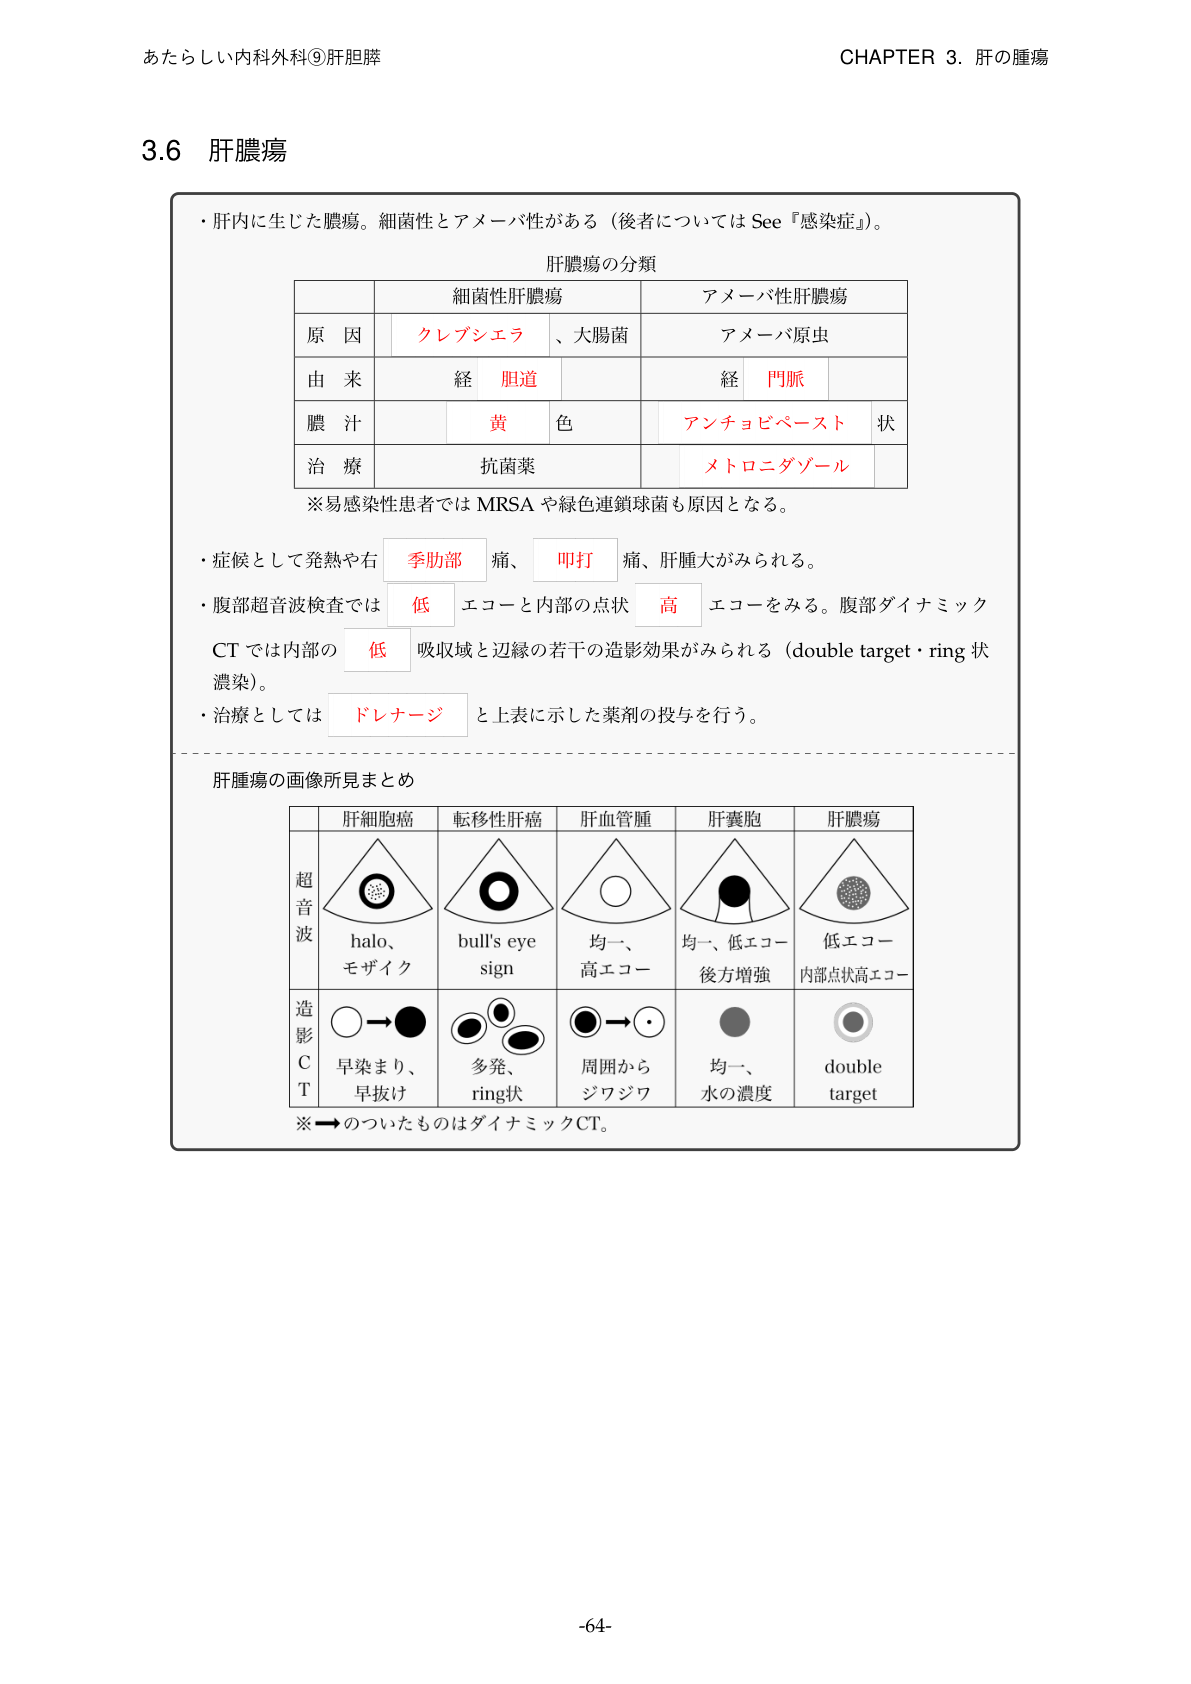 あたらしい内科外科⑨肝胆膵
CHAPTER 3. 肝の腫瘍
3.6 肝膿瘍
・肝内に生じた膿瘍。細菌性とアメーバ性がある（後者については See『感染症』）。
肝膿瘍の分類
細菌性肝膿瘍 アメーバ性肝膿瘍
原 因 クレブシエラ 、大腸菌 アメーバ原虫
由 来 経 胆道 経 門脈
膿 汁 黄 色 アンチョビペースト 状
治 療 抗菌薬 メトロニダゾール
※易感染性患者では MRSA や緑色連鎖球菌も原因となる。
・症候として発熱や右 季肋部 痛、 叩打 痛、肝腫大がみられる。
・腹部超音波検査では 低 エコーと内部の点状 高 エコーをみる。腹部ダイナミック
CT では内部の 低 吸収域と辺縁の若干の造影効果がみられる（double target・ring 状
濃染）。
・治療としては ドレナージ と上表に示した薬剤の投与を行う。
肝腫瘍の画像所見まとめ
肝細胞癌 転移性肝癌 肝血管腫 肝嚢胞 肝膿瘍
超音波
halo、 bull's eye 均一、 均一、低エコー 低エコー
モザイク sign 高エコー 後方増強 内部点状高エコー
造影CT
早染まり、 多発、 周囲から 均一、 double
早抜け ring状 ジワジワ 水の濃度 target
※➞のついたものはダイナミックCT。
-64-